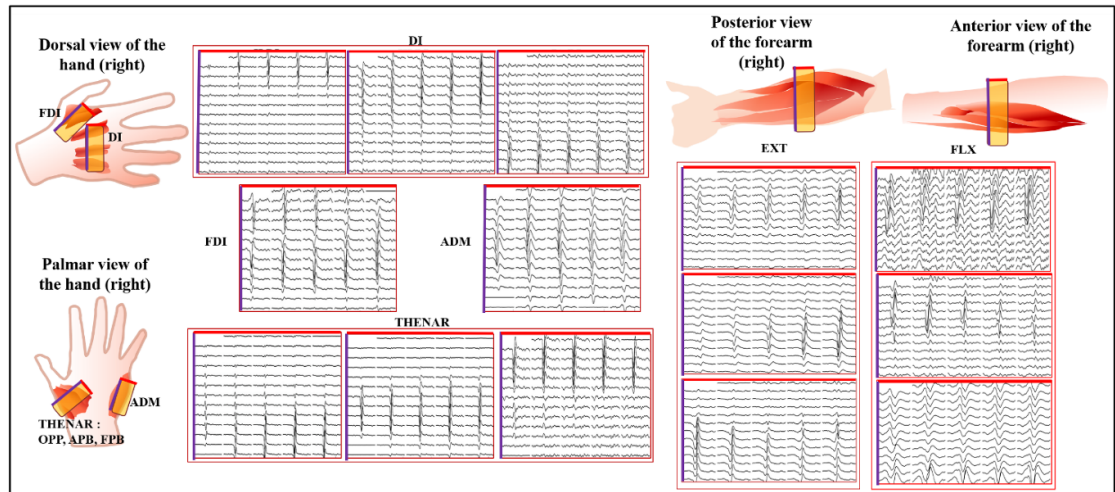 Dorsal view of the
hand (right)
FDI
DI
DI
FDI
ADM
Palmar view of
the hand (right)
ADM
THENAR :
OPP, APB, FPB
THENAR
Posterior view
of the forearm
(right)
EXT
Anterior view of the
forearm (right)
FLX